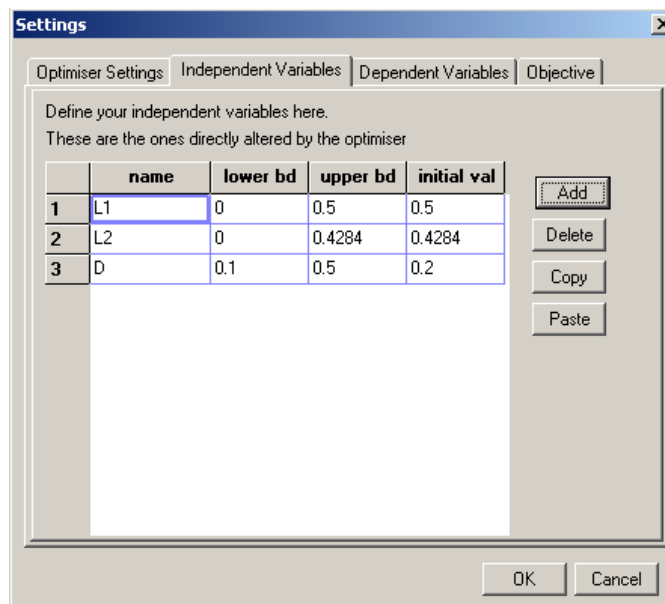 Settings
Optimiser Settings Independent Variables Dependent Variables Objective
Define your independent variables here.
These are the ones directly altered by the optimiser
name lower bd upper bd initial val
1 L1 0 0.5 0.5
2 L2 0 0.4284 0.4284
3 D 0.1 0.5 0.2
Add
Delete
Copy
Paste
OK Cancel